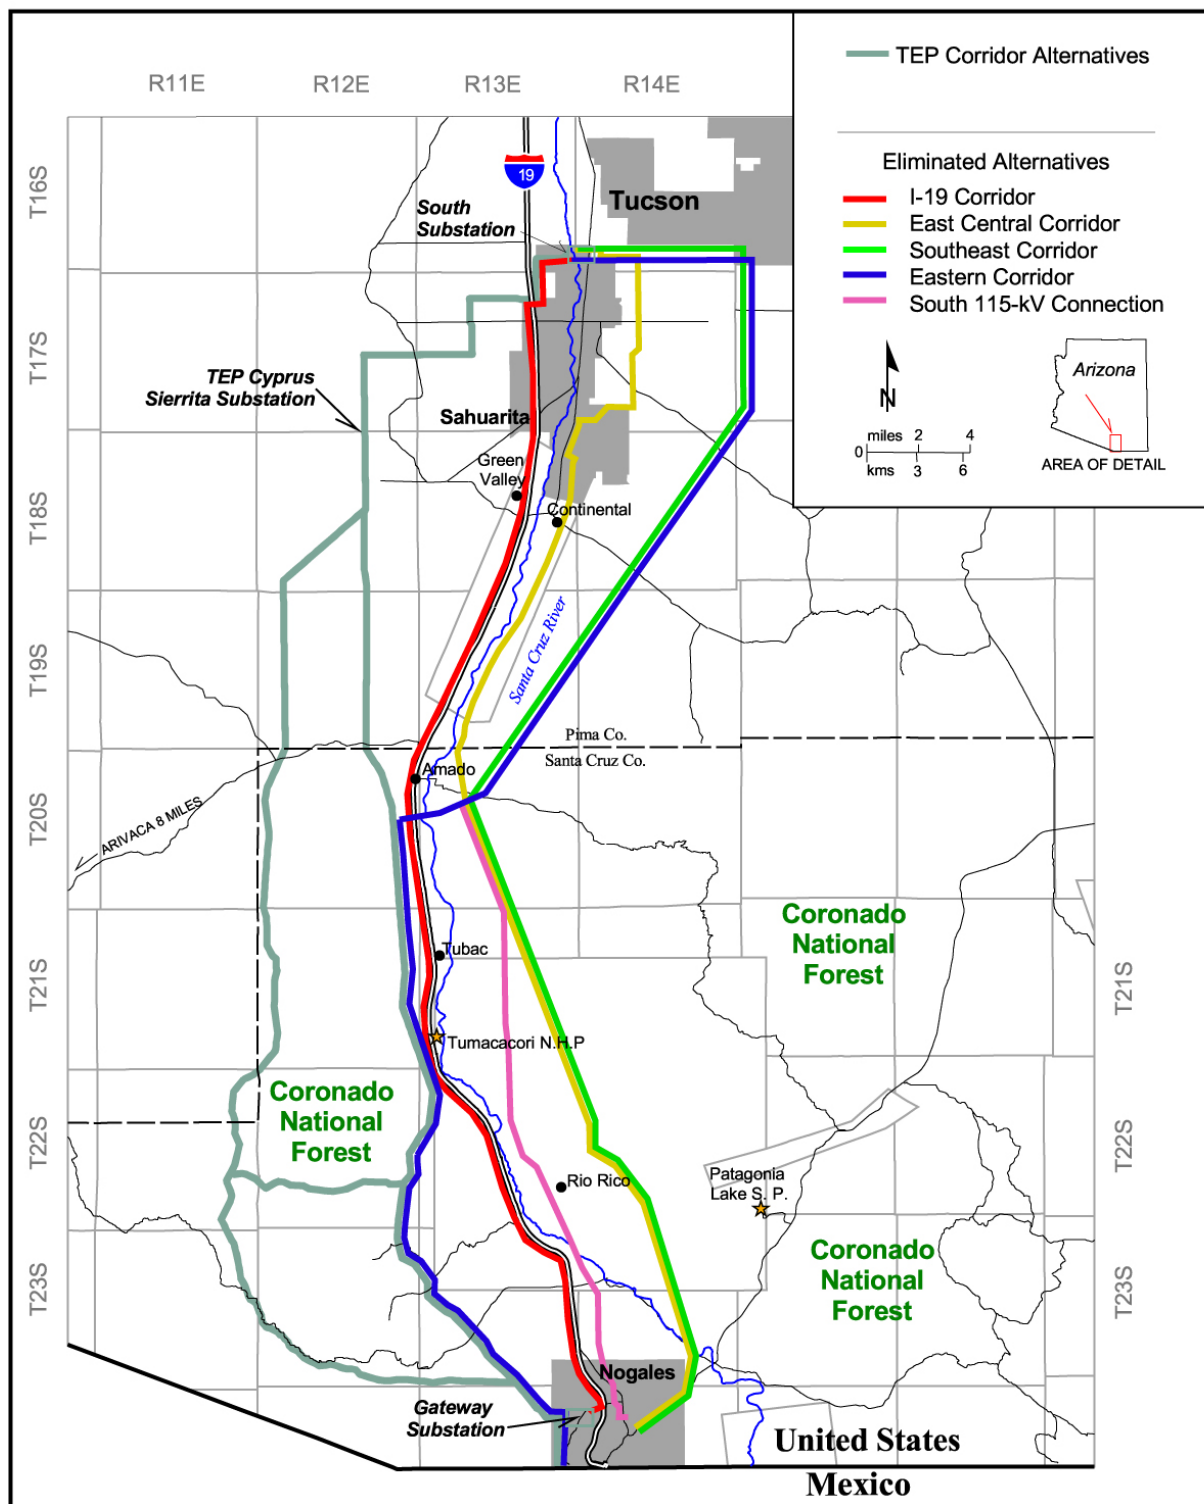 TEP Corridor Alternatives
Eliminated Alternatives
I-19 Corridor
East Central Corridor
Southeast Corridor
Eastern Corridor
South 115-kV Connection
N
miles 2 4
0
kms 3 6
Arizona
AREA OF DETAIL
R11E R12E R13E R14E
T16S
T17S
T18S
T19S
T20S
T21S
T22S
T23S
T21S
T22S
T23S
19
Tucson
South
Substation
TEP Cyprus
Sierrita Substation
Sahuarita
Green
Valley
Continental
Santa Cruz River
Pima Co.
Santa Cruz Co.
Amado
ARIVACA 8 MILES
Tubac
Coronado
National
Forest
Tumacacori N.H.P
Coronado
National
Forest
Rio Rico
Patagonia
Lake S. P.
Coronado
National
Forest
Nogales
Gateway
Substation
United States
Mexico